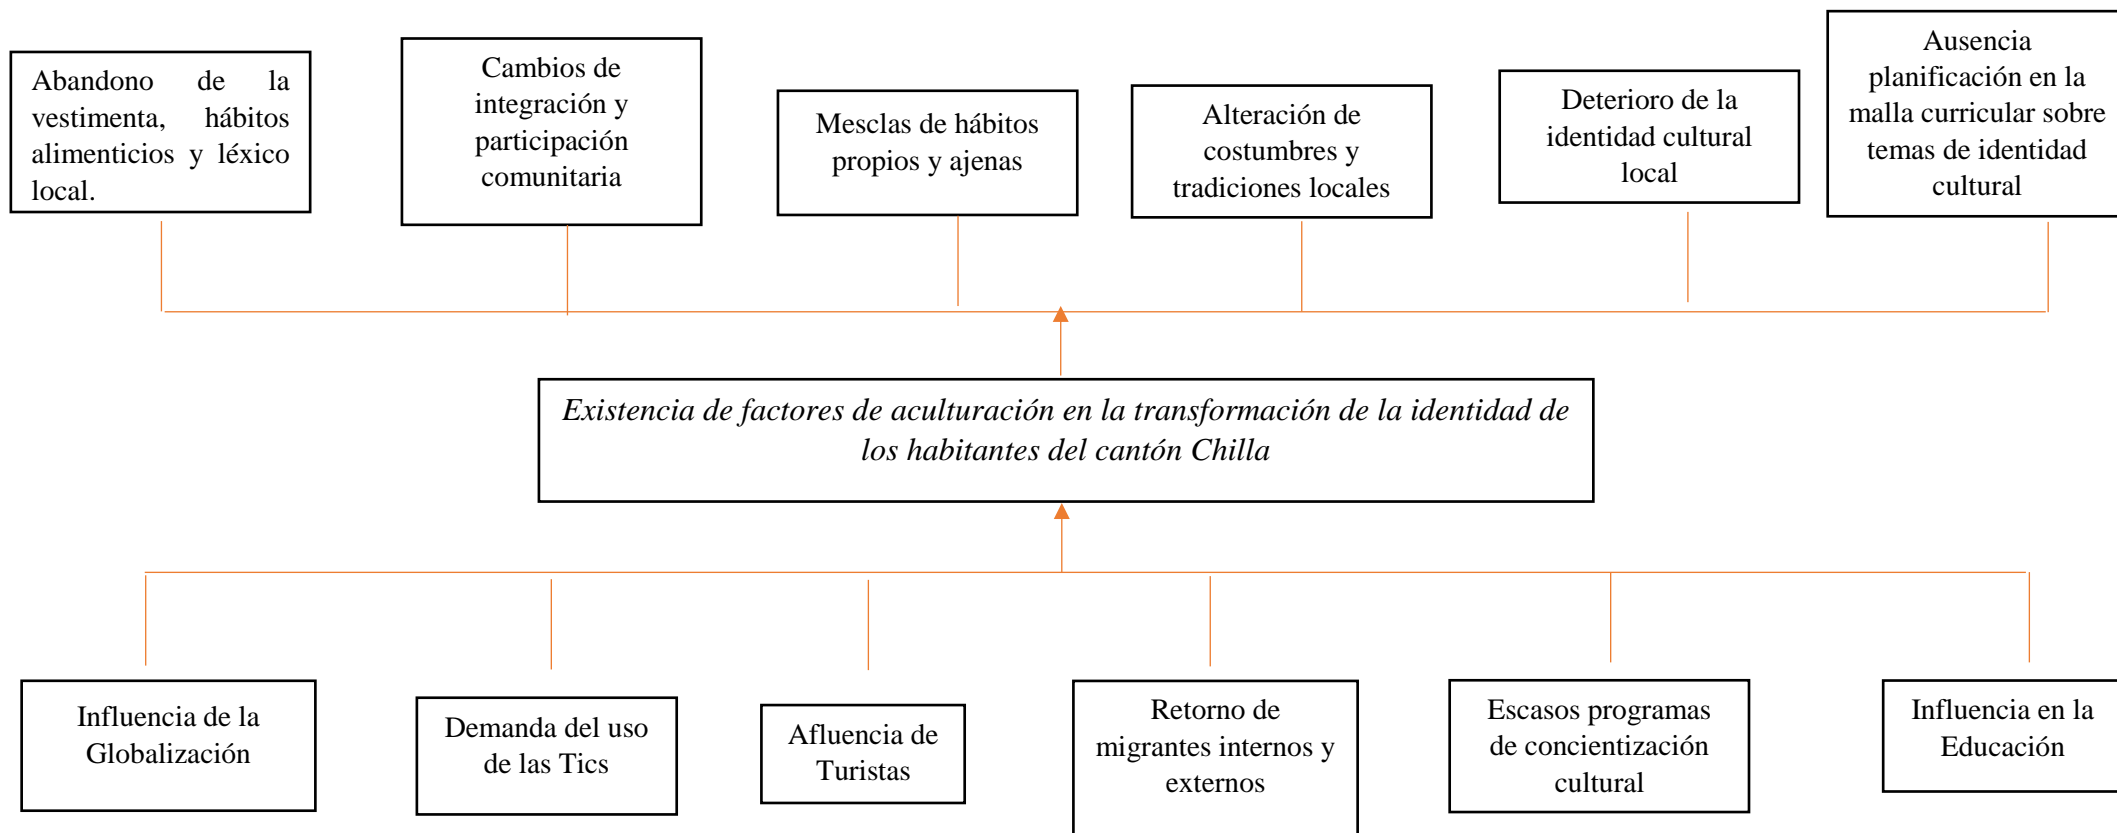 Abandono de la
vestimenta, hábitos
alimenticios y léxico
local.
Cambios de
integración y
participación
comunitaria
Mesclas de hábitos
propios y ajenas
Alteración de
costumbres y
tradiciones locales
Deterioro de la
identidad cultural
local
Ausencia
planificación en la
malla curricular sobre
temas de identidad
cultural
Existencia de factores de aculturación en la transformación de la identidad de
los habitantes del cantón Chilla
Influencia de la
Globalización
Demanda del uso
de las Tics
Afluencia de
Turistas
Retorno de
migrantes internos y
externos
Escasos programas
de concientización
cultural
Influencia en la
Educación